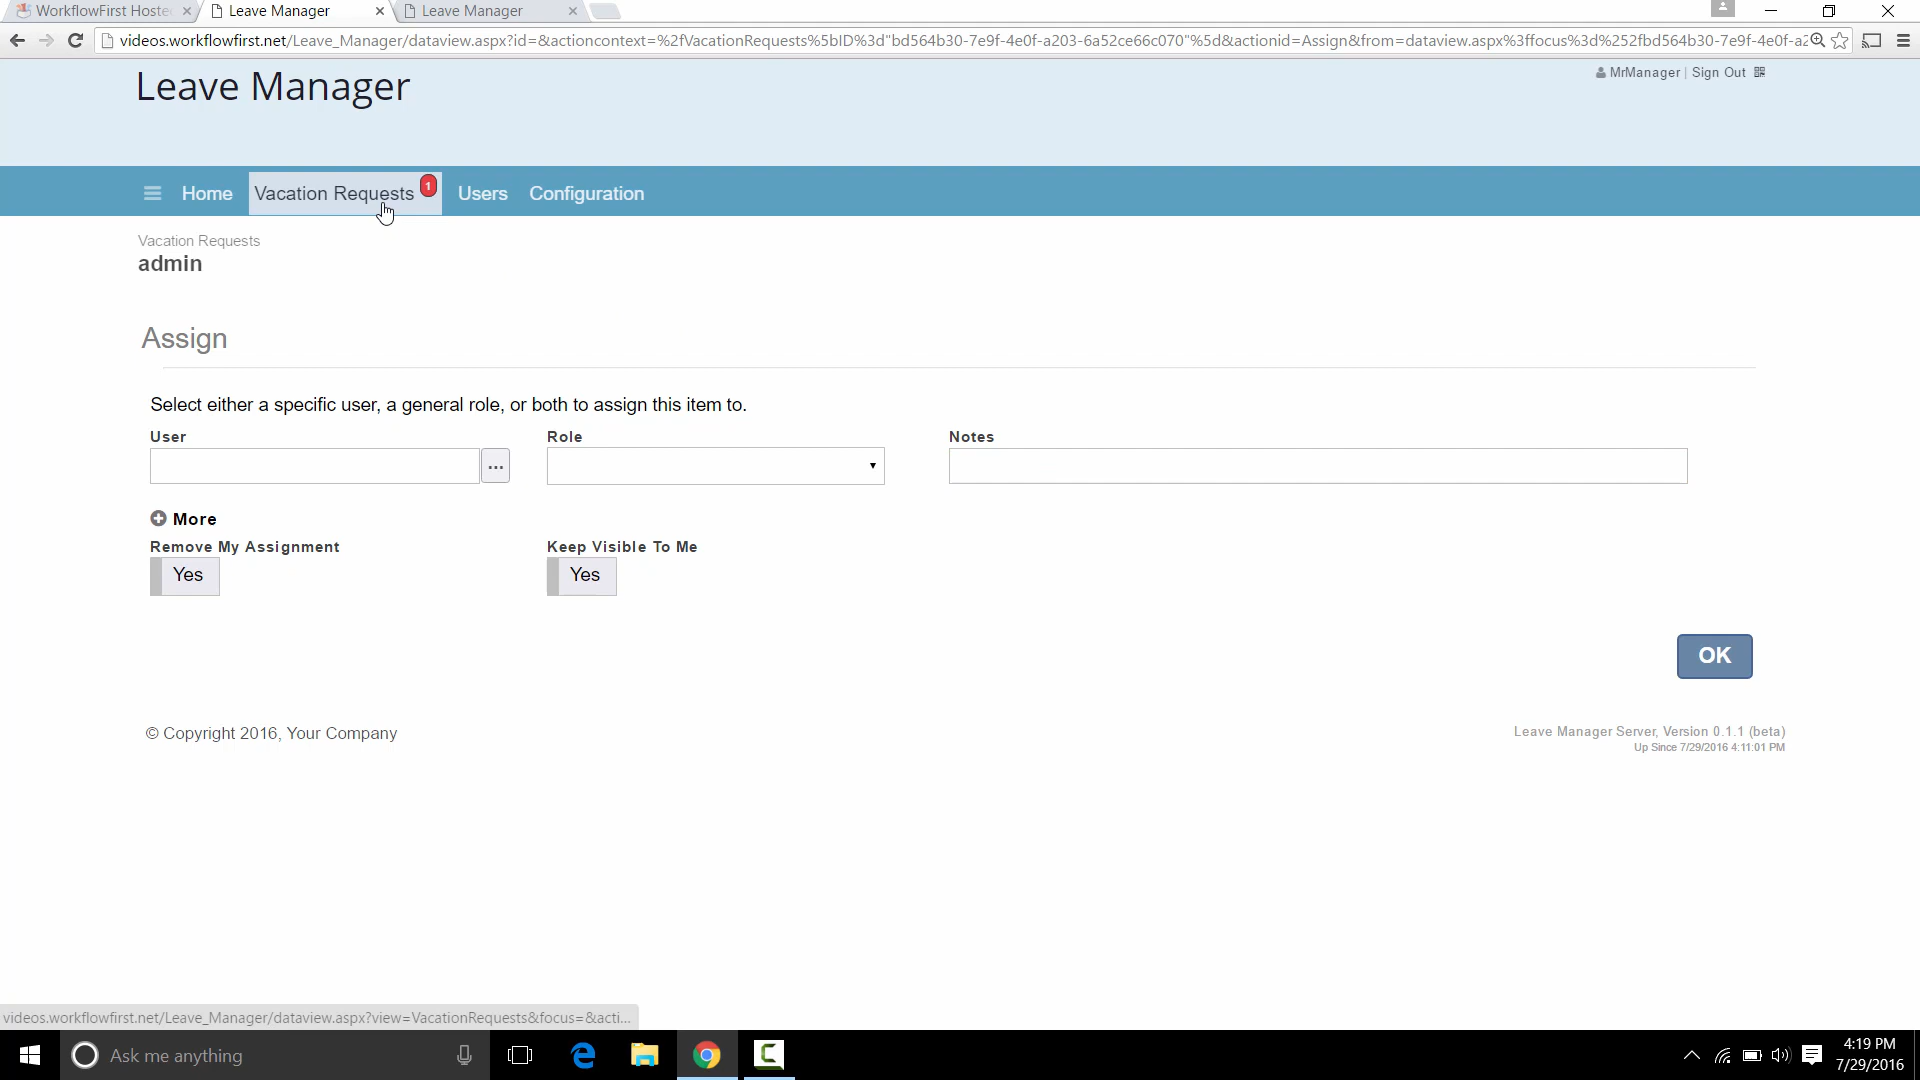 WorkflowFirst Hoste
Leave Manager
Leave Manager
videos.workflowfirst.net/Leave_Manager/dataview.aspx?id=&actioncontext=%2fVacationRequests%5bID%3d"bd564b30-7e9f-4e0f-a203-6a52ce66c070"%5d&actionid=Assign&from=dataview.aspx%3ffocus%3d%252fbd564b30-7e9f-4e0f-a2
Leave Manager
MrManager | Sign Out
Home Vacation Requests 1 Users Configuration
Vacation Requests
admin
Assign
Select either a specific user, a general role, or both to assign this item to.
User Role Notes
...
More
Remove My Assignment Keep Visible To Me
Yes Yes
OK
© Copyright 2016, Your Company
Leave Manager Server, Version 0.1.1 (beta)
Up Since 7/29/2016 4:11:01 PM
videos.workflowfirst.net/Leave_Manager/dataview.aspx?view=VacationRequests&focus=&acti...
Ask me anything
4:19 PM
7/29/2016